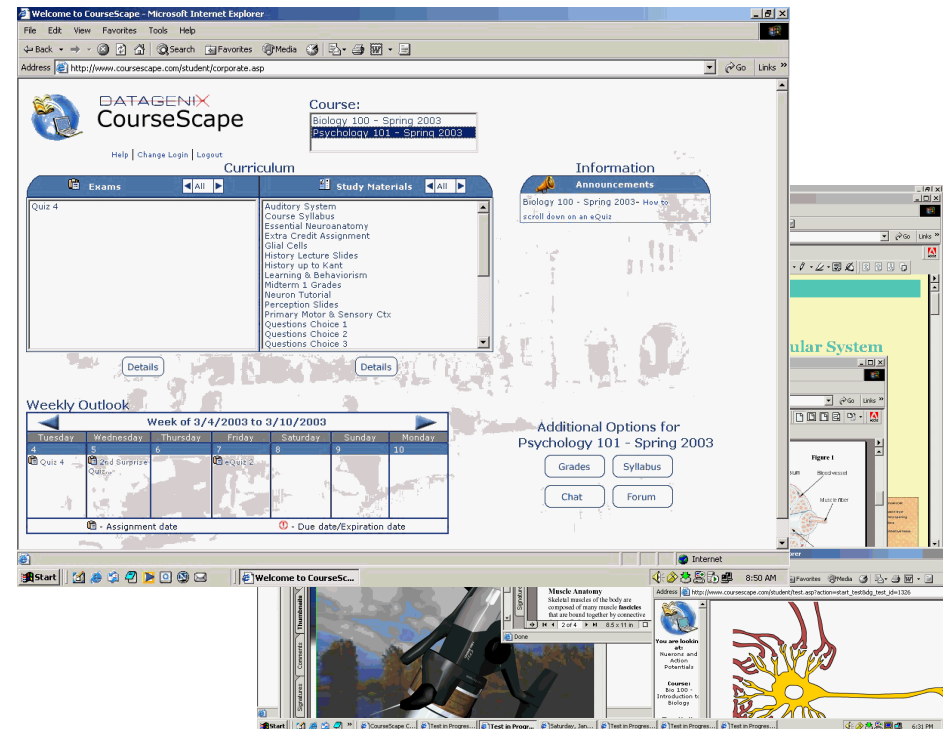 Welcome to CourseScape - Microsoft Internet Explorer
File Edit View Favorites Tools Help
Back Search Favorites Media
Address http://www.coursescape.com/student/corporate.asp Go Links »
DATAGENIX
CourseScape
Help | Change Login | Logout
Course:
Biology 100 - Spring 2003
Psychology 101 - Spring 2003
Curriculum
Exams All
Study Materials All
Quiz 4
Auditory System
Course Syllabus
Essential Neuroanatomy
Extra Credit Assignment
Glial Cells
History Lecture Slides
History up to Kant
Learning & Behaviorism
Midterm 1 Grades
Neuron Tutorial
Perception Slides
Primary Motor & Sensory Ctx
Questions Choice 1
Questions Choice 2
Questions Choice 3
Details
Details
Information
Announcements
Biology 100 - Spring 2003- How to
scroll down on an eQuiz
Weekly Outlook
Week of 3/4/2003 to 3/10/2003
Tuesday Wednesday Thursday Friday Saturday Sunday Monday
4 5 6 7 8 9 10
Quiz 4 2nd Surprise eQuiz 2
Quiz
- Assignment date - Due date/Expiration date
Additional Options for
Psychology 101 - Spring 2003
Grades Syllabus
Chat Forum
Internet
Start Welcome to CourseSc... 8:50 AM
Go Links »
ular System
Go Links »
Figure 1
Blood vessel
Muscle fiber
Favorites Media
Thumbnails
Comments
Signatures
Signatures
Muscle Anatomy
Skeletal muscles of the body are
composed of many muscle fascicles
that are bound together by connective
2 of 4 8.5 x 11 in
Done
Address http://www.coursescape.com/student/test.asp?action=start_test&dg_test_id=1326
You are lookin
at:
Nuerons and
Action
Potentials
Course:
Bio 100 -
Introduction to
Biology
Start » CourseScape C... Test in Progres... Test in Progr... Saturday, Jan... Test in Progres... Test in Progres... Test in Progres... 6:31 PM